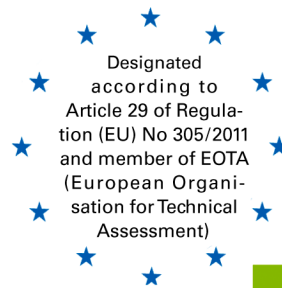 Designated
according to
Article 29 of Regula-
tion (EU) No 305/2011
and member of EOTA
(European Organi-
sation for Technical
Assessment)